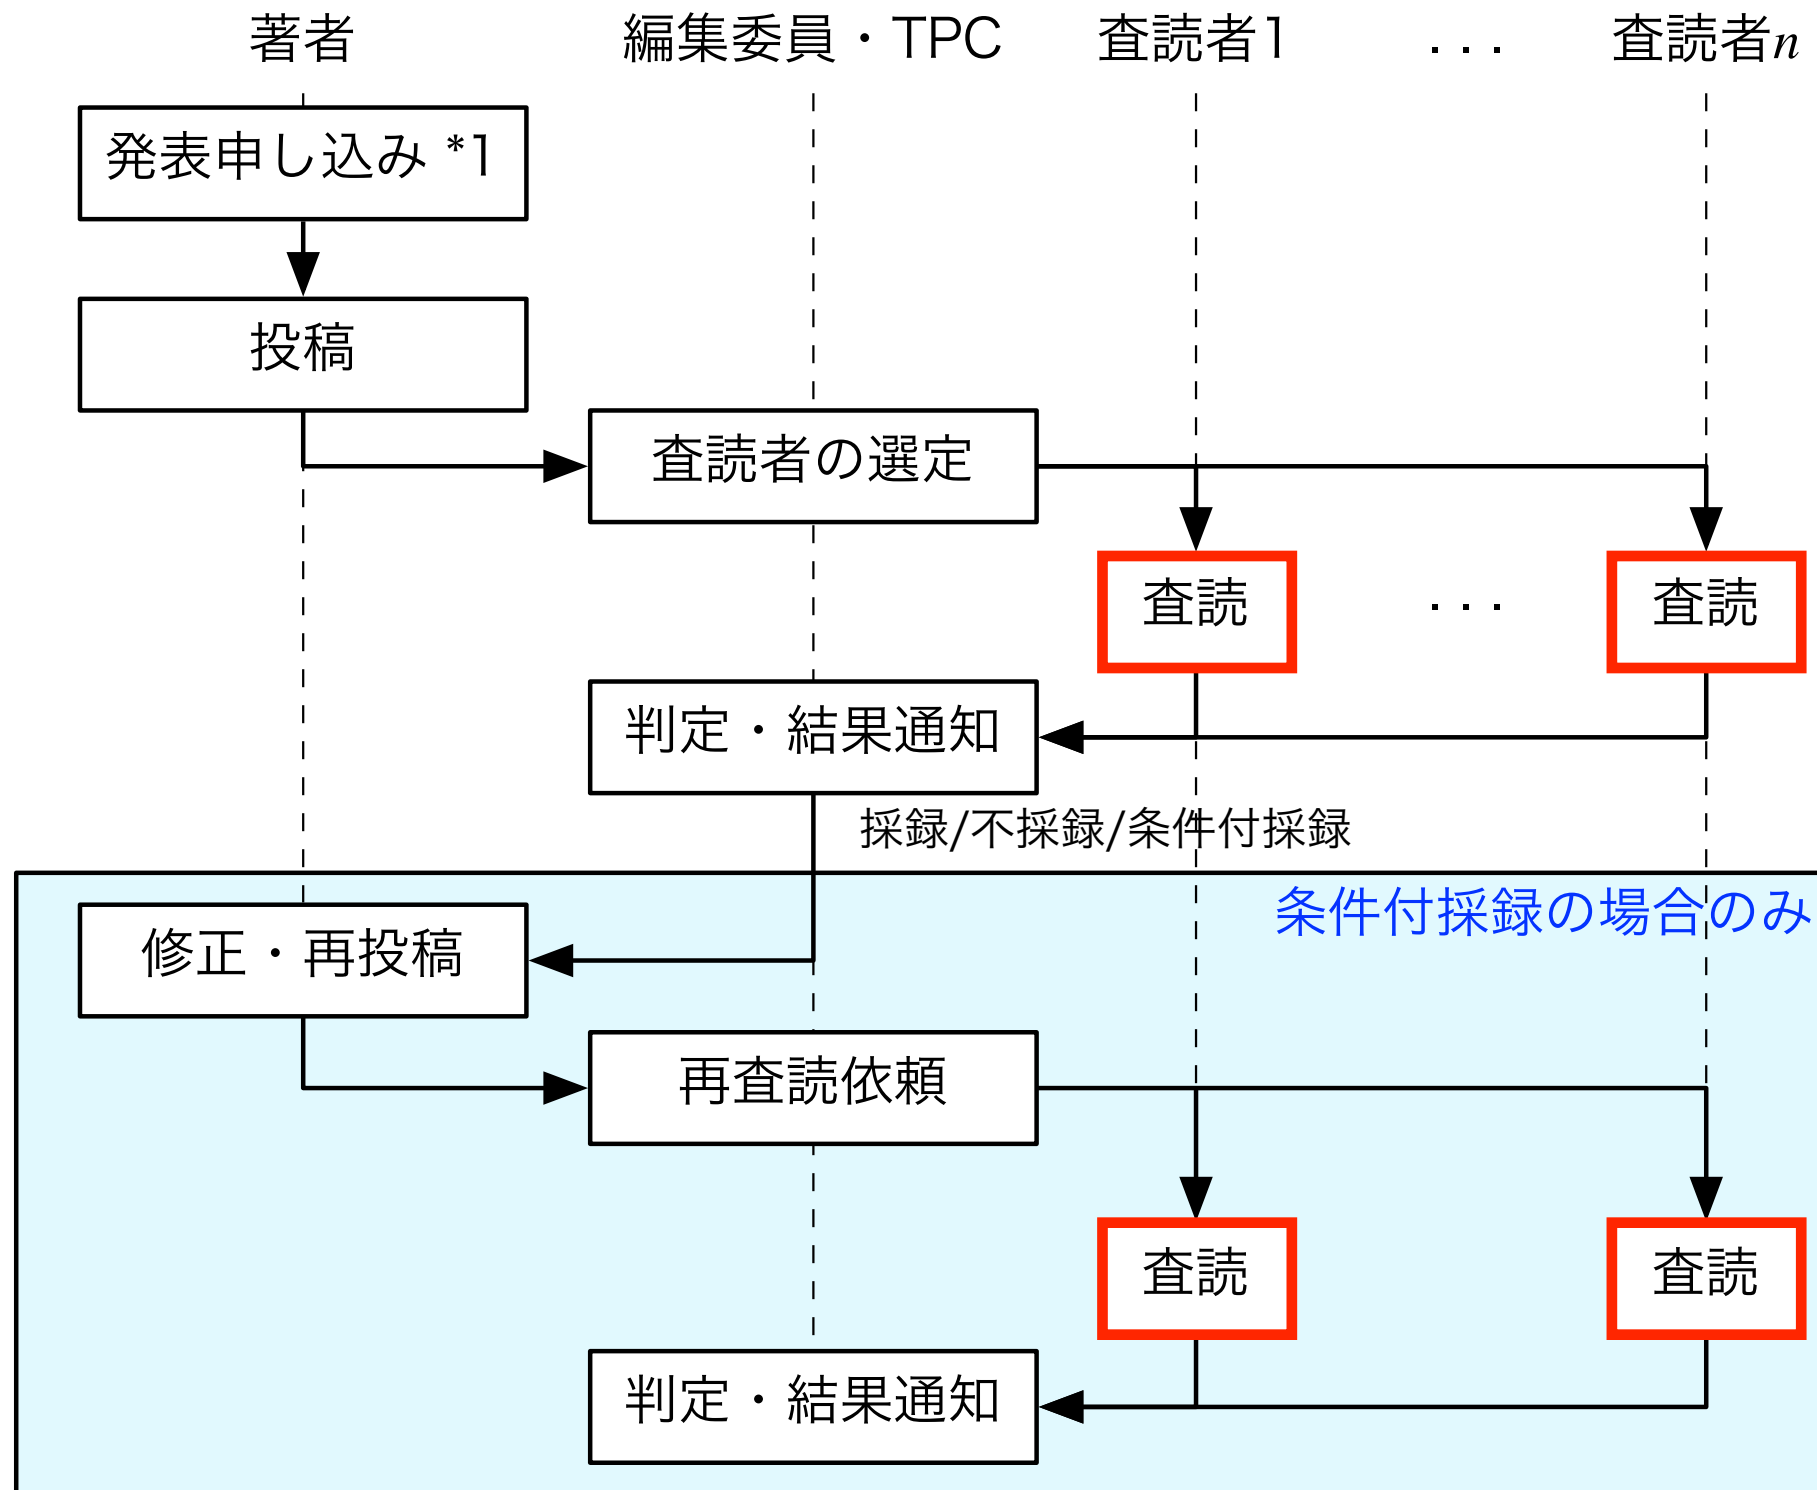 著者
編集委員・TPC
査読者1
...
査読者n
発表申し込み *1
投稿
査読者の選定
査読
...
査読
判定・結果通知
採録/不採録/条件付採録
条件付採録の場合のみ
修正・再投稿
再査読依頼
査読
査読
判定・結果通知